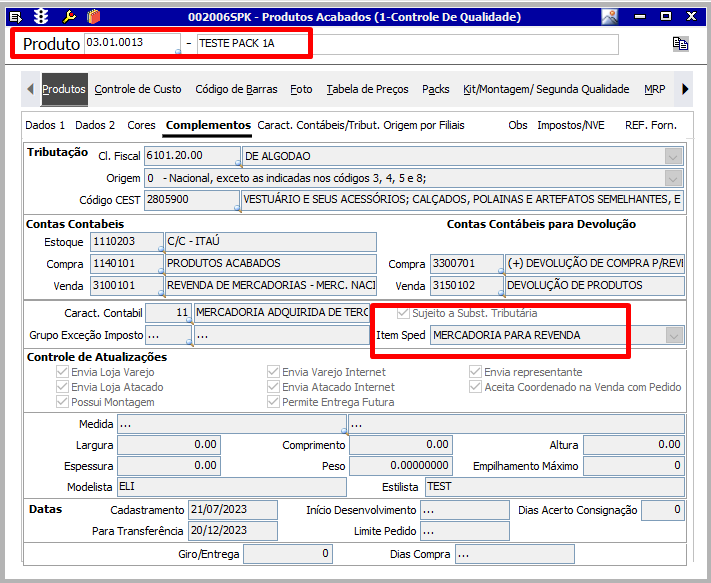 002006SPK - Produtos Acabados (1-Controle De Qualidade)
Produto 03.01.0013 - TESTE PACK 1A
Produtos Controle de Custo Código de Barras Foto Tabela de Preços Packs Kit/Montagem/ Segunda Qualidade MRP
Dados 1 Dados 2 Cores Complementos Caract. Contábeis/Tribut. Origem por Filiais Obs Impostos/NVE REF. Forn.
Tributação Cl. Fiscal 6101.20.00 DE ALGODAO
Origem 0 - Nacional, exceto as indicadas nos códigos 3, 4, 5 e 8;
Código CEST 2805900 VESTUÁRIO E SEUS ACESSÓRIOS; CALÇADOS, POLAINAS E ARTEFATOS SEMELHANTES, E
Contas Contabeis Contas Contábeis para Devolução
Estoque 1110203 C/C - ITAÚ
Compra 1140101 PRODUTOS ACABADOS Compra 3300701 (+) DEVOLUÇÃO DE COMPRA P/REVI
Venda 3100101 REVENDA DE MERCADORIAS - MERC. NACI Venda 3150102 DEVOLUÇÃO DE PRODUTOS
Caract. Contabil 11 MERCADORIA ADQUIRIDA DE TERC Sujeito a Subst. Tributária
Grupo Exceção Imposto ... ... Item Sped MERCADORIA PARA REVENDA
Controle de Atualizações
Envia Loja Varejo Envia Varejo Internet Envia representante
Envia Loja Atacado Envia Atacado Internet Aceita Coordenado na Venda com Pedido
Possui Montagem Permite Entrega Futura
Medida ... ...
Largura 0.00 Comprimento 0.00 Altura 0.00
Espessura 0.00 Peso 0.00000000 Empilhamento Máximo 0
Modelista ELI Estilista TEST
Datas Cadastramento 21/07/2023 Início Desenvolvimento ... Dias Acerto Consignação 0
Para Transferência 20/12/2023 Limite Pedido ...
Giro/Entrega 0 Dias Compra ...